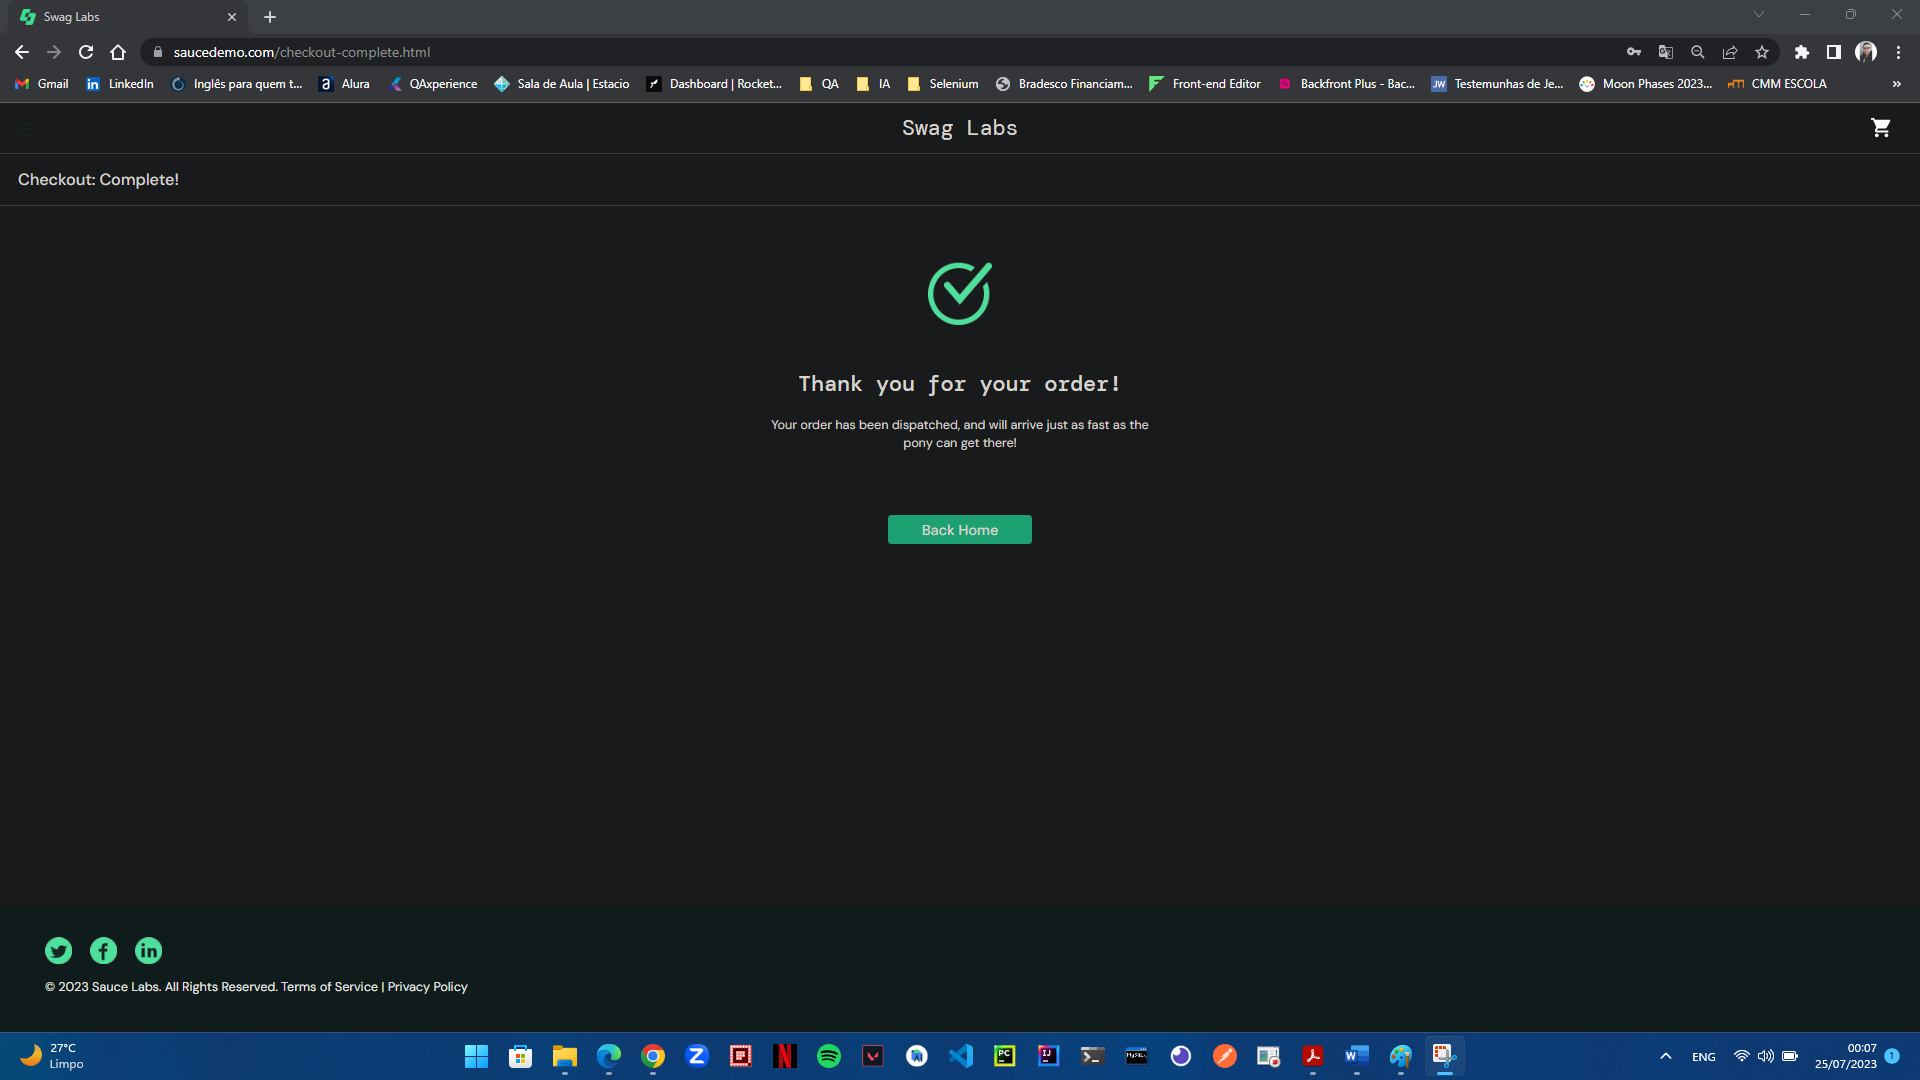 Swag Labs
saucedemo.com/checkout-complete.html
Gmail
LinkedIn
Inglês para quem t...
Alura
QAxperience
Sala de Aula | Estacio
Dashboard | Rocket...
QA
IA
Selenium
Bradesco Financiam...
Front-end Editor
Backfront Plus - Bac...
Testemunhas de Je...
Moon Phases 2023...
CMM ESCOLA
Swag Labs
Checkout: Complete!
Thank you for your order!
Your order has been dispatched, and will arrive just as fast as the
pony can get there!
Back Home
© 2023 Sauce Labs. All Rights Reserved. Terms of Service | Privacy Policy
27°C
Limpo
ENG
00:07
25/07/2023
1